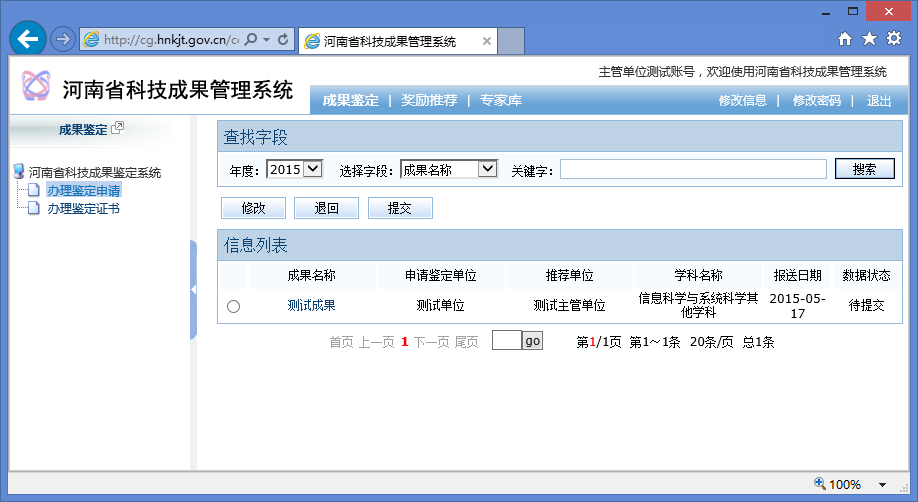 http://cg.hnkjt.gov.cn/c
河南省科技成果管理系统
主管单位测试账号，欢迎使用河南省科技成果管理系统
河南省科技成果管理系统
成果鉴定 | 奖励推荐 | 专家库
修改信息 | 修改密码 | 退出
成果鉴定
河南省科技成果鉴定系统
办理鉴定申请
办理鉴定证书
查找字段
年度： 2015 选择字段： 成果名称 关键字： 搜索
修改 退回 提交
信息列表
成果名称 申请鉴定单位 推荐单位 学科名称 报送日期 数据状态
测试成果 测试单位 测试主管单位 信息科学与系统科学其他学科 2015-05-17 待提交
首页 上一页 1 下一页 尾页 go 第1/1页 第1～1条 20条/页 总1条
100%